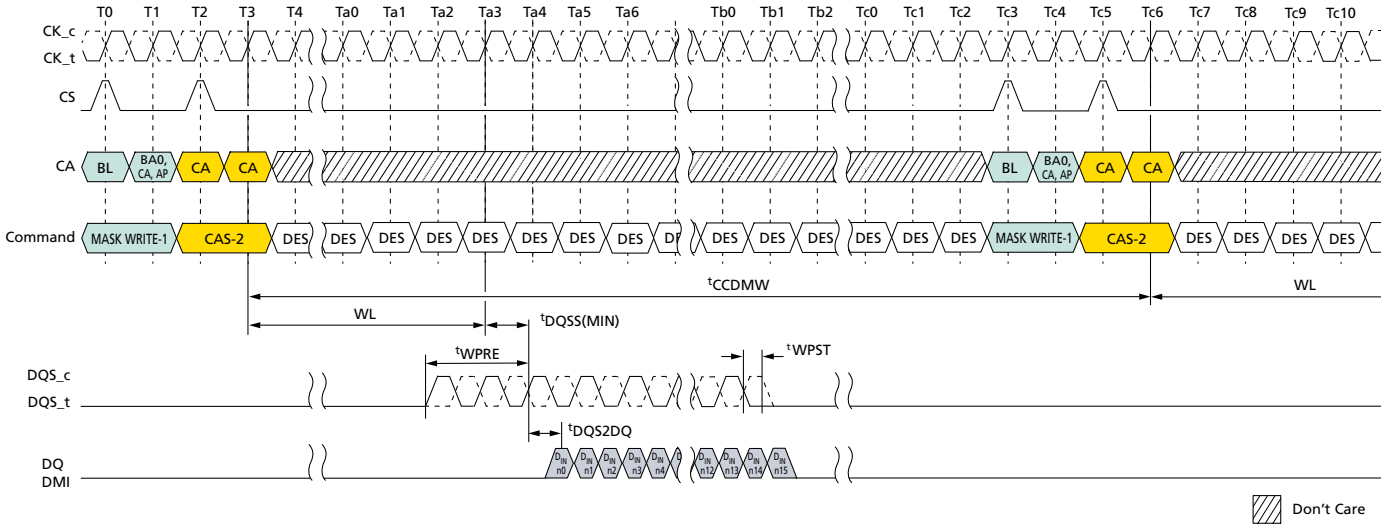 T0 T1 T2 T3 T4 Ta0 Ta1 Ta2 Ta3 Ta4 Ta5 Ta6 Tb0 Tb1 Tb2 Tc0 Tc1 Tc2 Tc3 Tc4 Tc5 Tc6 Tc7 Tc8 Tc9 Tc10
CK_c
CK_t
CS
CA BL BA0, CA, AP CA CA BL BA0, CA, AP CA CA
Command MASK WRITE-1 CAS-2 DES DES DES DES DES DES DES DES DES DES DES DES DES DES MASK WRITE-1 CAS-2 DES DES DES DES
tCCDMW
WL
WL tDQSS(MIN)
tWPRE tWPST
DQS_c
DQS_t
tDQS2DQ
DQ
DMI
DIN n0 DIN n1 DIN n2 DIN n3 DIN n4 DIN n12 DIN n13 DIN n14 DIN n15
Don't Care